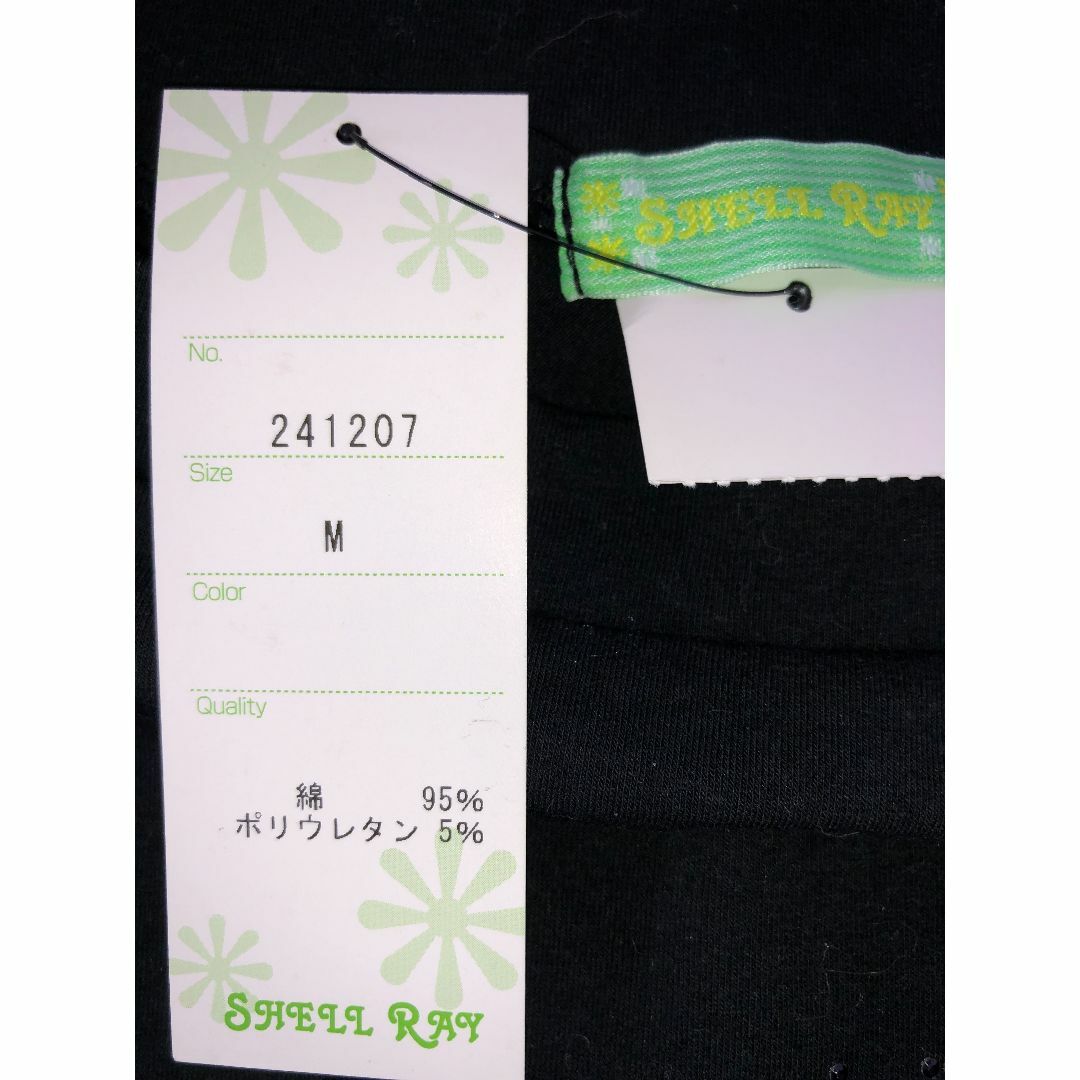 SHELL RAY
No.
241207
Size
M
Color
Quality
綿 95%
ポリウレタン 5%
SHELL RAY